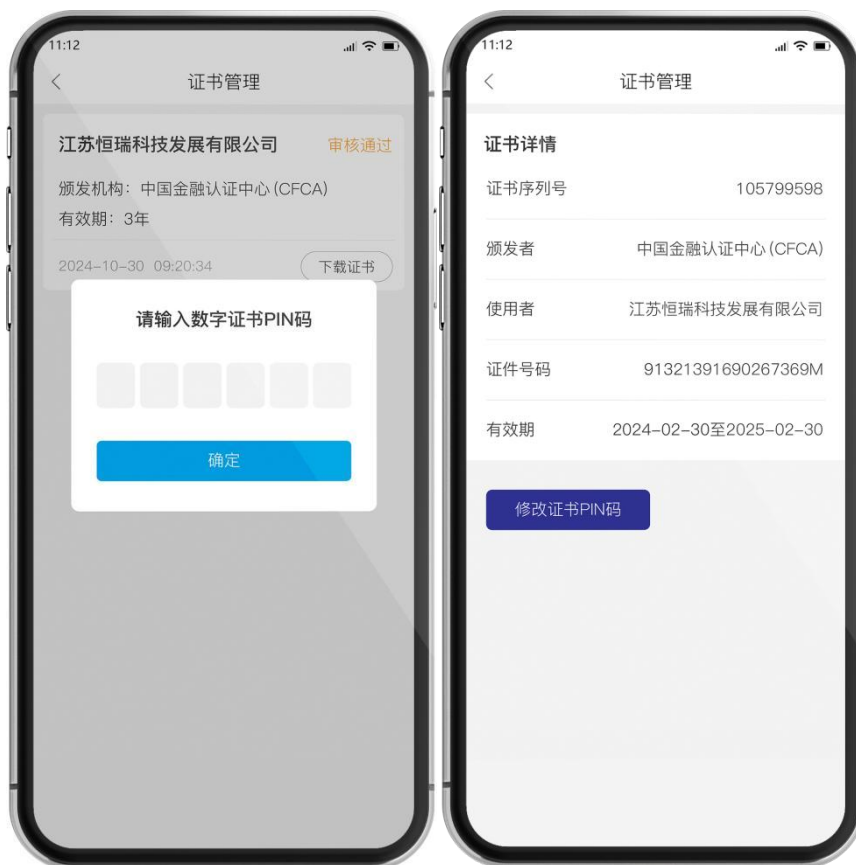 11:12
证书管理
江苏恒瑞科技发展有限公司 审核通过
颁发机构：中国金融认证中心(CFCA)
有效期：3年
2024-10-30 09:20:34 下载证书
请输入数字证书PIN码
确定
11:12
证书管理
证书详情
证书序列号 105799598
颁发者 中国金融认证中心(CFCA)
使用者 江苏恒瑞科技发展有限公司
证件号码 91321391690267369M
有效期 2024-02-30至2025-02-30
修改证书PIN码